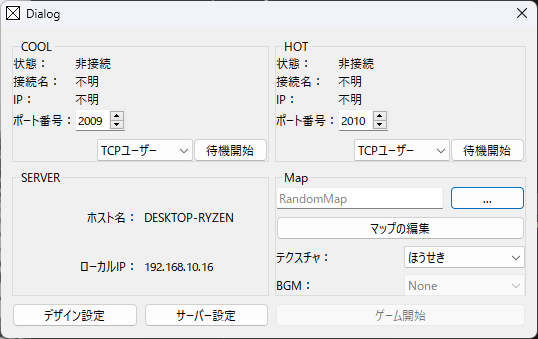 Dialog
COOL
状態： 非接続
接続名： 不明
IP： 不明
ポート番号： 2009
TCPユーザー 待機開始
HOT
状態： 非接続
接続名： 不明
IP： 不明
ポート番号： 2010
TCPユーザー 待機開始
SERVER
ホスト名： DESKTOP-RYZEN
ローカルIP： 192.168.10.16
Map
RandomMap ...
マップの編集
テクスチャ： ほうせき
BGM： None
デザイン設定 サーバー設定 ゲーム開始